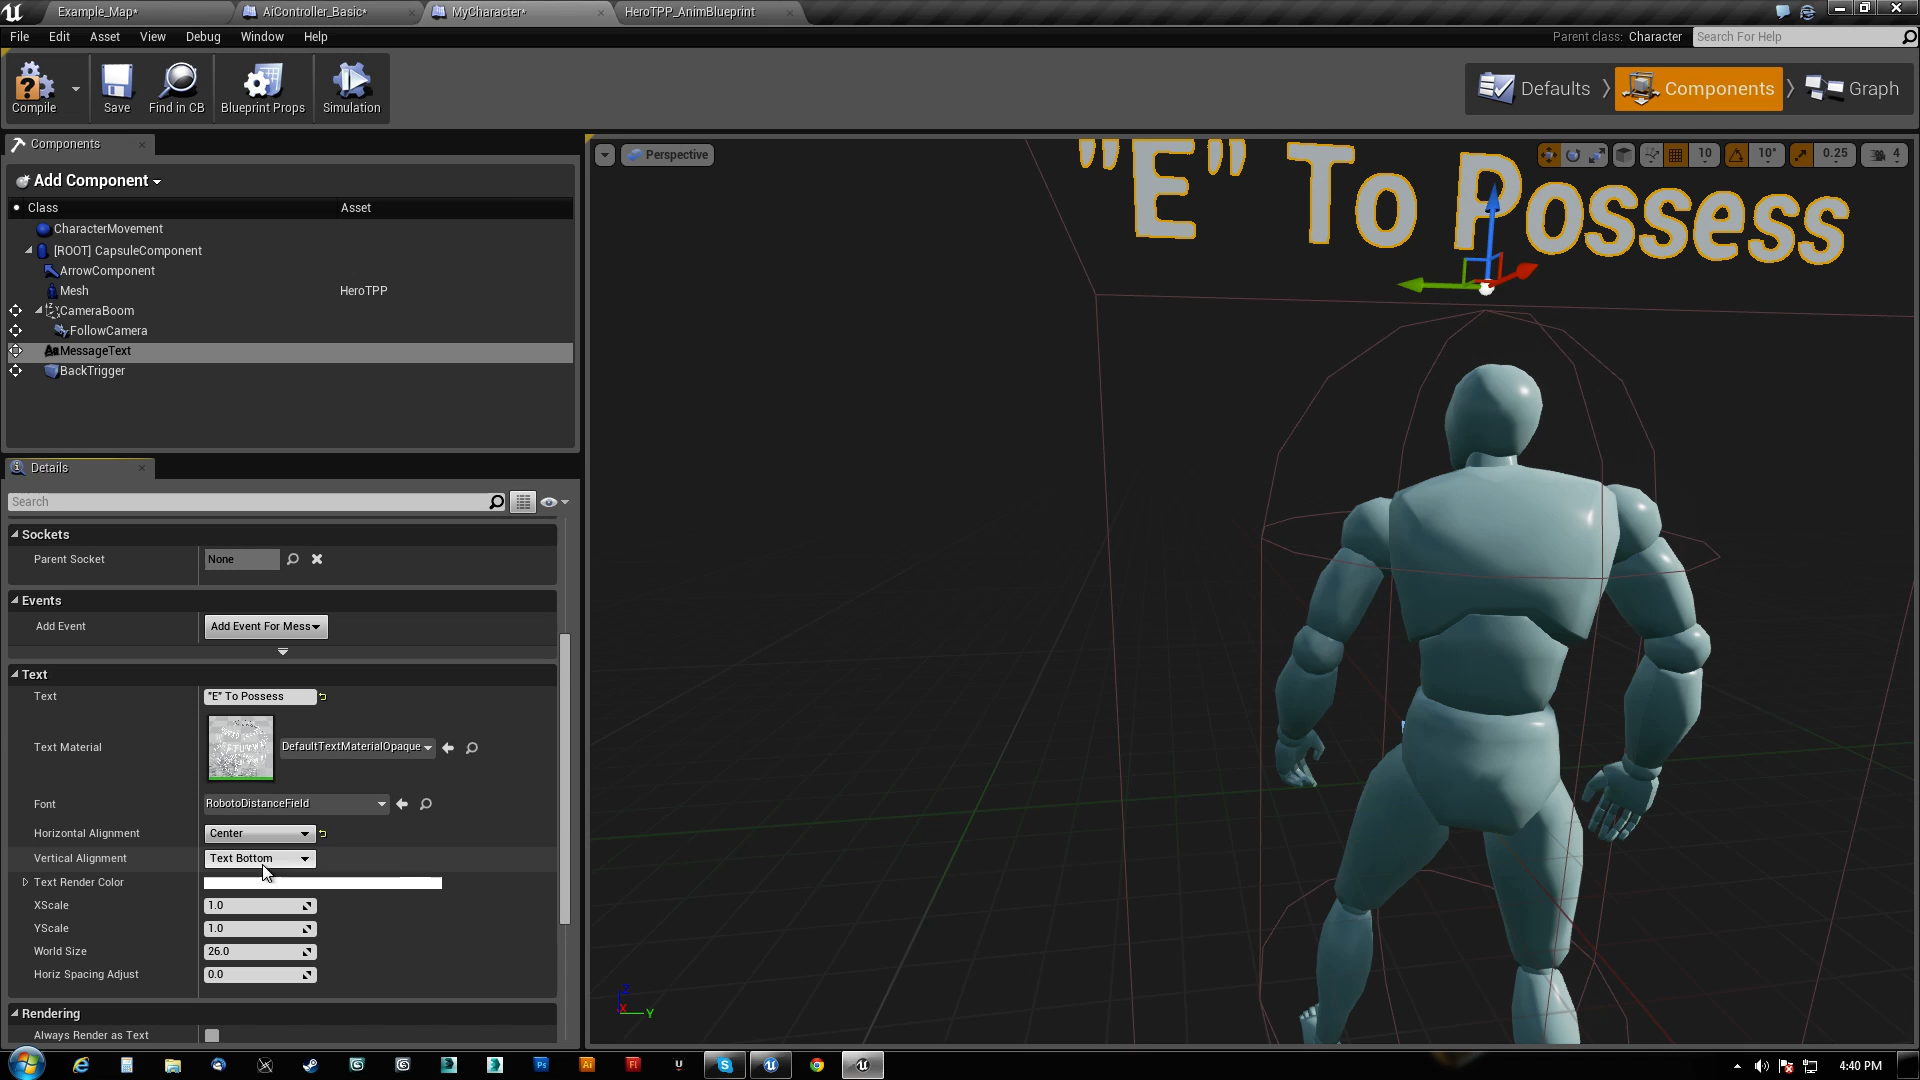 Example_Map*
AiController_Basic*
MyCharacter*
HeroTPP_AnimBlueprint
File Edit Asset View Debug Window Help
Parent class: Character
Search For Help
Compile
Save
Find in CB
Blueprint Props
Simulation
Defaults
Components
Graph
Components
Add Component
Class Asset
CharacterMovement
[ROOT] CapsuleComponent
ArrowComponent
Mesh HeroTPP
CameraBoom
FollowCamera
MessageText
BackTrigger
Details
Search
Sockets
Parent Socket None
Events
Add Event Add Event For Mess
Text
Text "E" To Possess
Text Material DefaultTextMaterialOpaque
Font RobotoDistanceField
Horizontal Alignment Center
Vertical Alignment Text Bottom
Text Render Color
XScale 1.0
YScale 1.0
World Size 26.0
Horiz Spacing Adjust 0.0
Rendering
Always Render as Text
Perspective
10 10° 0.25 4
"E" To Possess
Z
X Y
Ps Ai Fl
4:40 PM